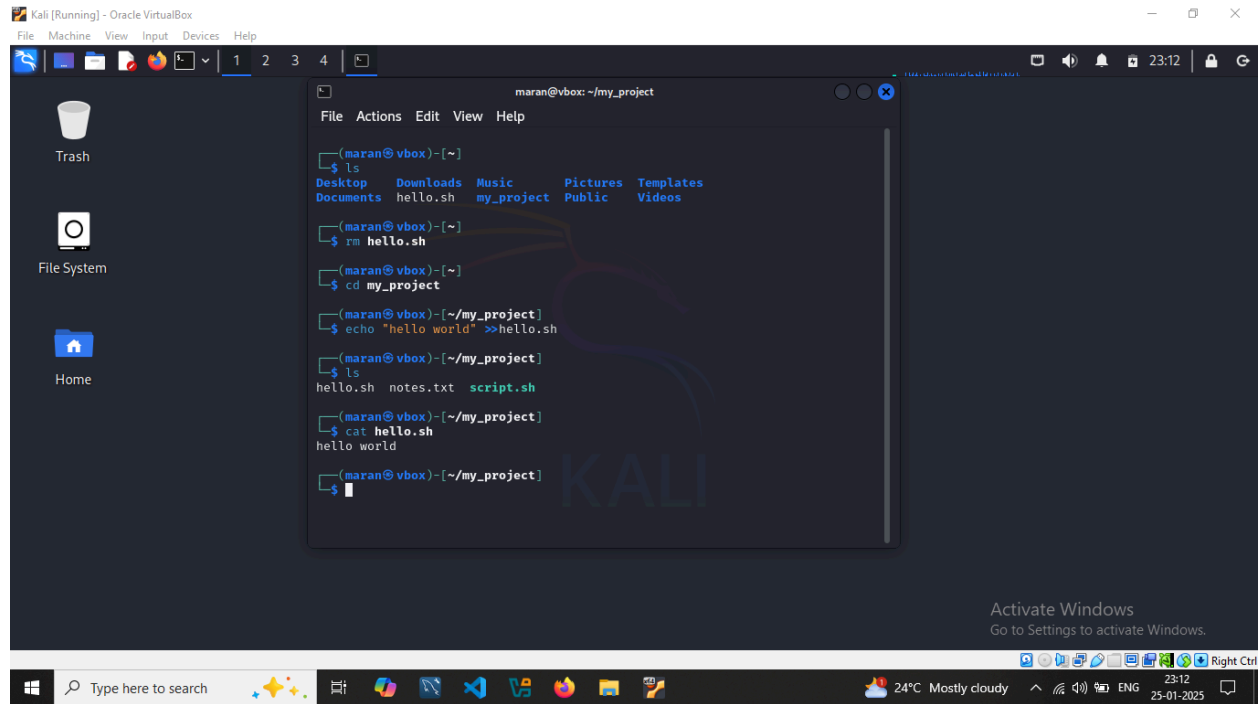 Kali [Running] - Oracle VirtualBox
File Machine View Input Devices Help
1 2 3 4
23:12
maran@vbox: ~/my_project
File Actions Edit View Help
Trash
File System
Home
┌──(maran㉿vbox)-[~]
└─$ ls
Desktop Downloads Music Pictures Templates
Documents hello.sh my_project Public Videos
┌──(maran㉿vbox)-[~]
└─$ rm hello.sh
┌──(maran㉿vbox)-[~]
└─$ cd my_project
┌──(maran㉿vbox)-[~/my_project]
└─$ echo "hello world" >>hello.sh
┌──(maran㉿vbox)-[~/my_project]
└─$ ls
hello.sh notes.txt script.sh
┌──(maran㉿vbox)-[~/my_project]
└─$ cat hello.sh
hello world
┌──(maran㉿vbox)-[~/my_project]
└─$
KALI
Activate Windows
Go to Settings to activate Windows.
Right Ctrl
Type here to search
24°C Mostly cloudy
ENG
23:12
25-01-2025